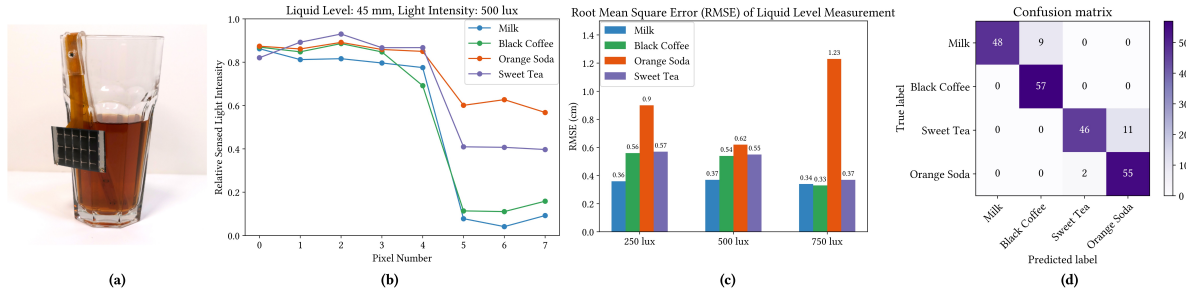 Liquid Level: 45 mm, Light Intensity: 500 lux
Relative Sensed Light Intensity
1.0
0.8
0.6
0.4
0.2
0.0
0 1 2 3 4 5 6 7
Pixel Number
Milk
Black Coffee
Orange Soda
Sweet Tea
Root Mean Square Error (RMSE) of Liquid Level Measurement
RMSE (cm)
1.4
1.2
1.0
0.8
0.6
0.4
0.2
0.0
Milk
Black Coffee
Orange Soda
Sweet Tea
0.36 0.56 0.9 0.57
0.37 0.54 0.62 0.55
0.34 0.33 1.23 0.37
250 lux 500 lux 750 lux
Confusion matrix
True label
Milk 48 9 0 0
Black Coffee 0 57 0 0
Sweet Tea 0 0 46 11
Orange Soda 0 0 2 55
Milk Black Coffee Sweet Tea Orange Soda
Predicted label
50
40
30
20
10
0
(a) (b) (c) (d)